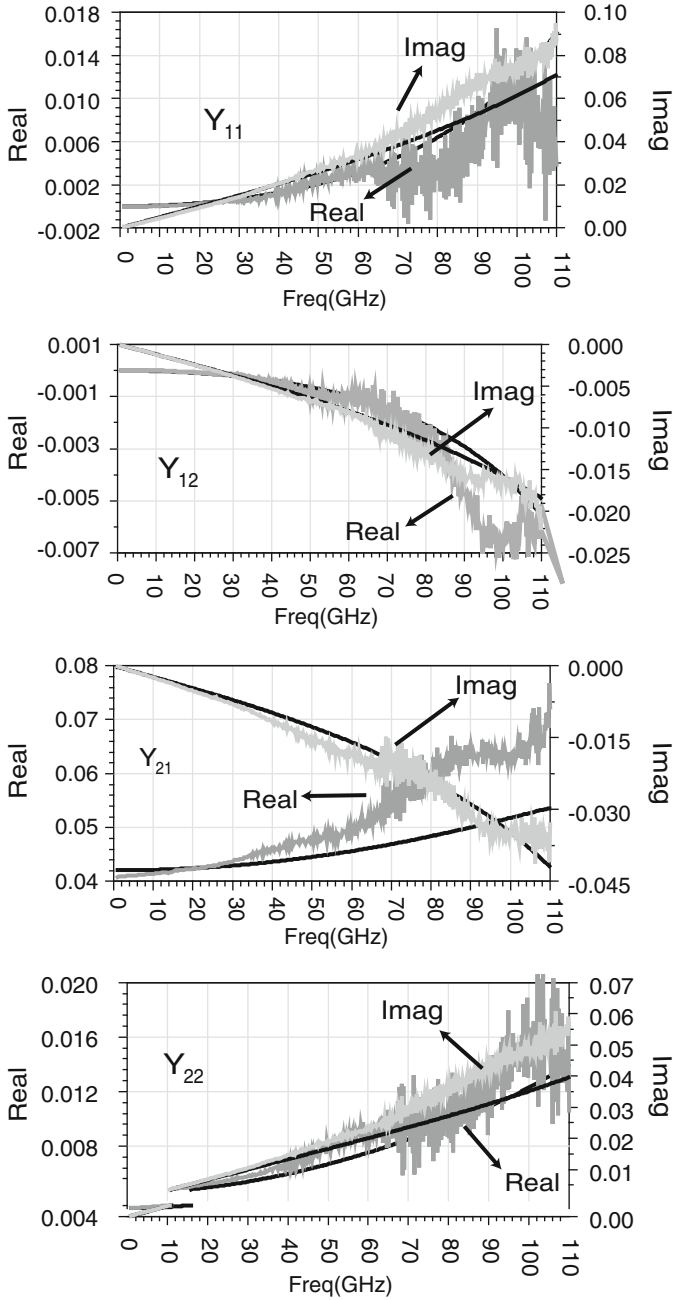 0.018 0.10
Imag
0.014 0.08
Real Y11 Imag
0.010 0.06
0.006 0.04
0.002 0.02
Real
-0.002 0.00
0 10 20 30 40 50 60 70 80 90 100 110
Freq(GHz)
0.001 0.000
-0.001 -0.005
Imag
Real -0.003 -0.010 Imag
Y12 -0.015
-0.005 -0.020
Real
-0.007 -0.025
0 10 20 30 40 50 60 70 80 90 100 110
Freq(GHz)
0.08 0.000
Imag
0.07 -0.015
Real Y21 Imag
0.06
Real
0.05 -0.030
0.04 -0.045
0 10 20 30 40 50 60 70 80 90 100 110
Freq(GHz)
0.020 0.07
Imag 0.06
0.016 0.05
Real Y22 Imag
0.012 0.04
0.03
0.008 0.02
Real 0.01
0.004 0.00
0 10 20 30 40 50 60 70 80 90 100 110
Freq(GHz)